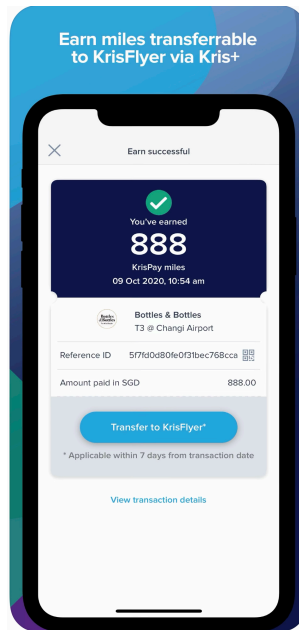 Earn miles transferrable
to KrisFlyer via Kris+
Earn successful
You've earned
888
KrisPay miles
09 Oct 2020, 10:54 am
Bottles & Bottles
T3 @ Changi Airport
Reference ID 5f7fd0d80fe0f31bec768cca
Amount paid in SGD 888.00
Transfer to KrisFlyer*
* Applicable within 7 days from transaction date
View transaction details